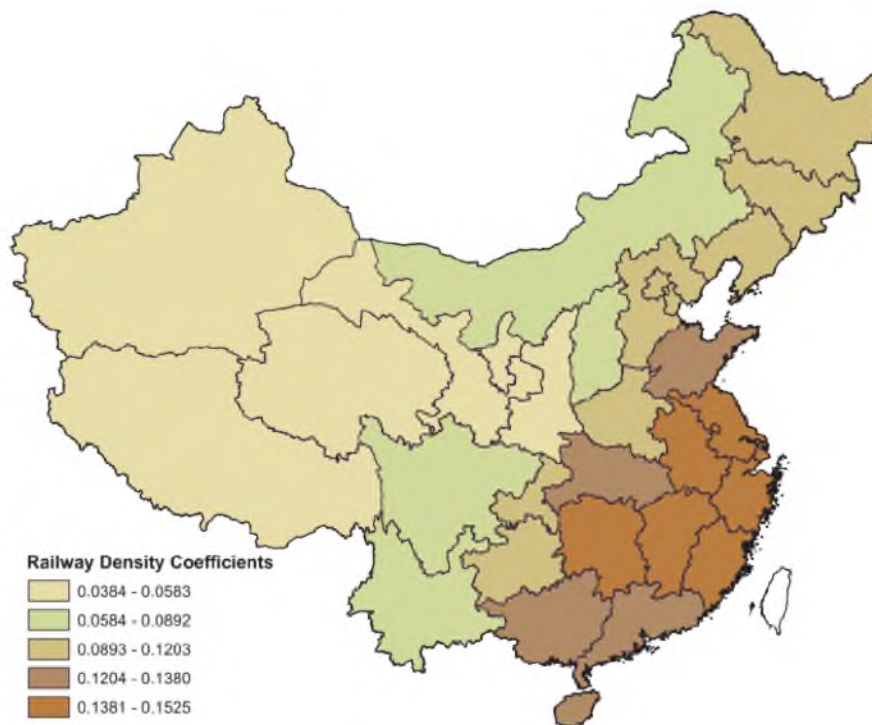 Railway Density Coefficients
0.0384 - 0.0583
0.0584 - 0.0892
0.0893 - 0.1203
0.1204 - 0.1380
0.1381 - 0.1525